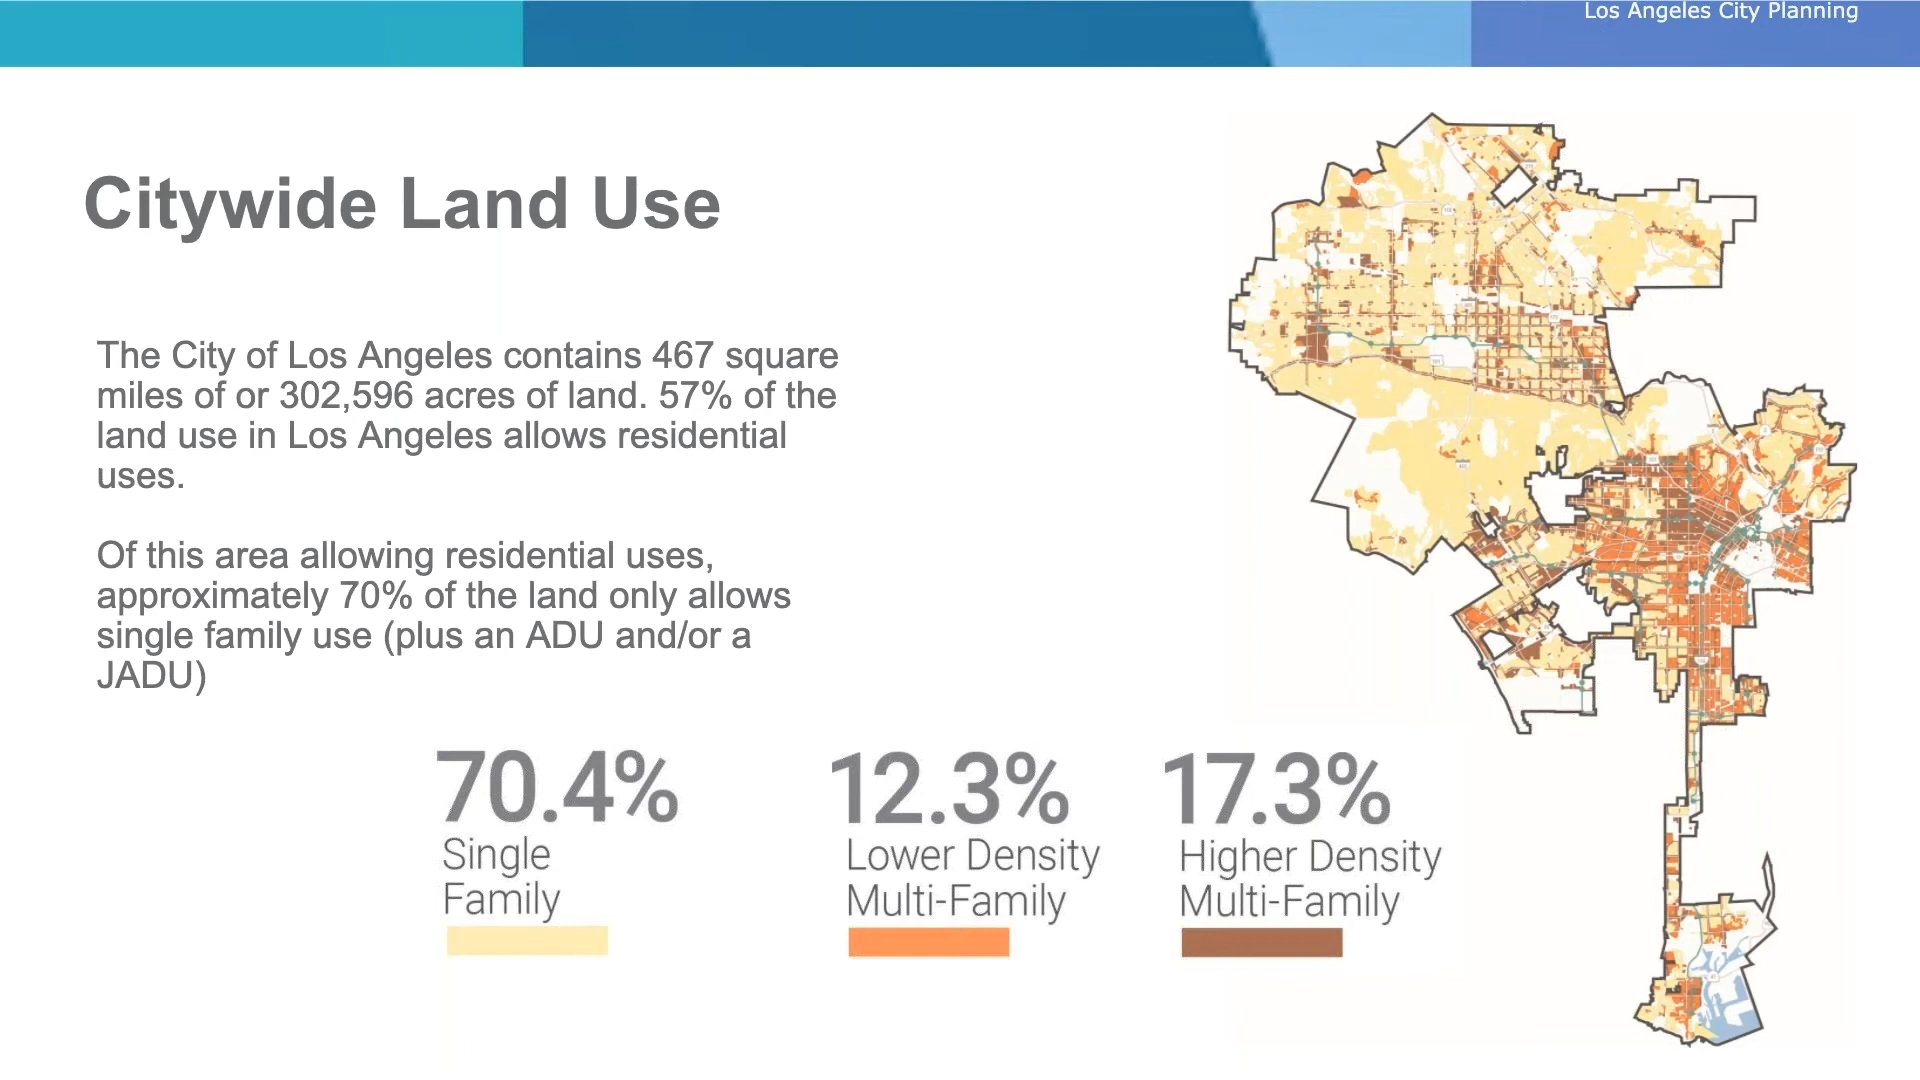 Los Angeles City Planning
Citywide Land Use
The City of Los Angeles contains 467 square
miles of or 302,596 acres of land. 57% of the
land use in Los Angeles allows residential
uses.
Of this area allowing residential uses,
approximately 70% of the land only allows
single family use (plus an ADU and/or a
JADU)
70.4%
Single
Family
12.3%
Lower Density
Multi-Family
17.3%
Higher Density
Multi-Family